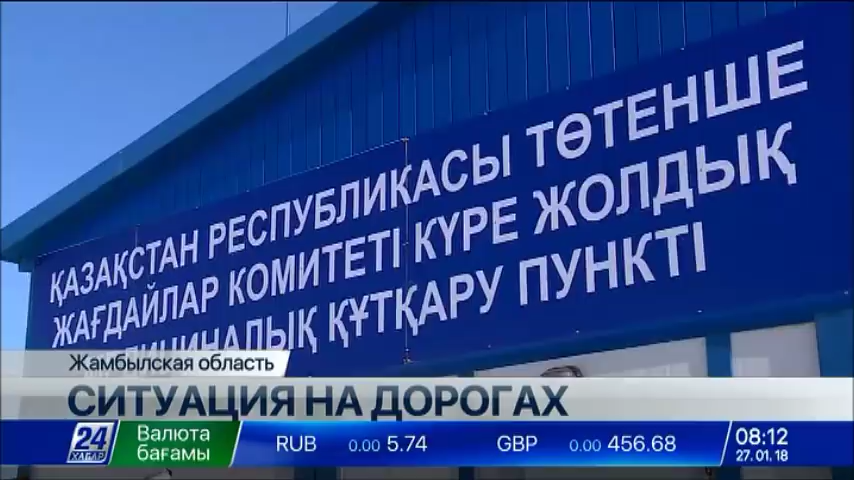 ҚАЗАҚСТАН РЕСПУБЛИКАСЫ ТӨТЕНШЕ
ЖАҒДАЙЛАР КОМИТЕТІ КҮРЕ ЖОЛДЫҚ
ҚҰТҚАРУ ПУНКТІ
Жамбылская область
СИТУАЦИЯ НА ДОРОГАХ
24 ХАБАР Валюта бағамы RUB 0.00 5.74 GBP 0.00 456.68 08:12 27.01.18